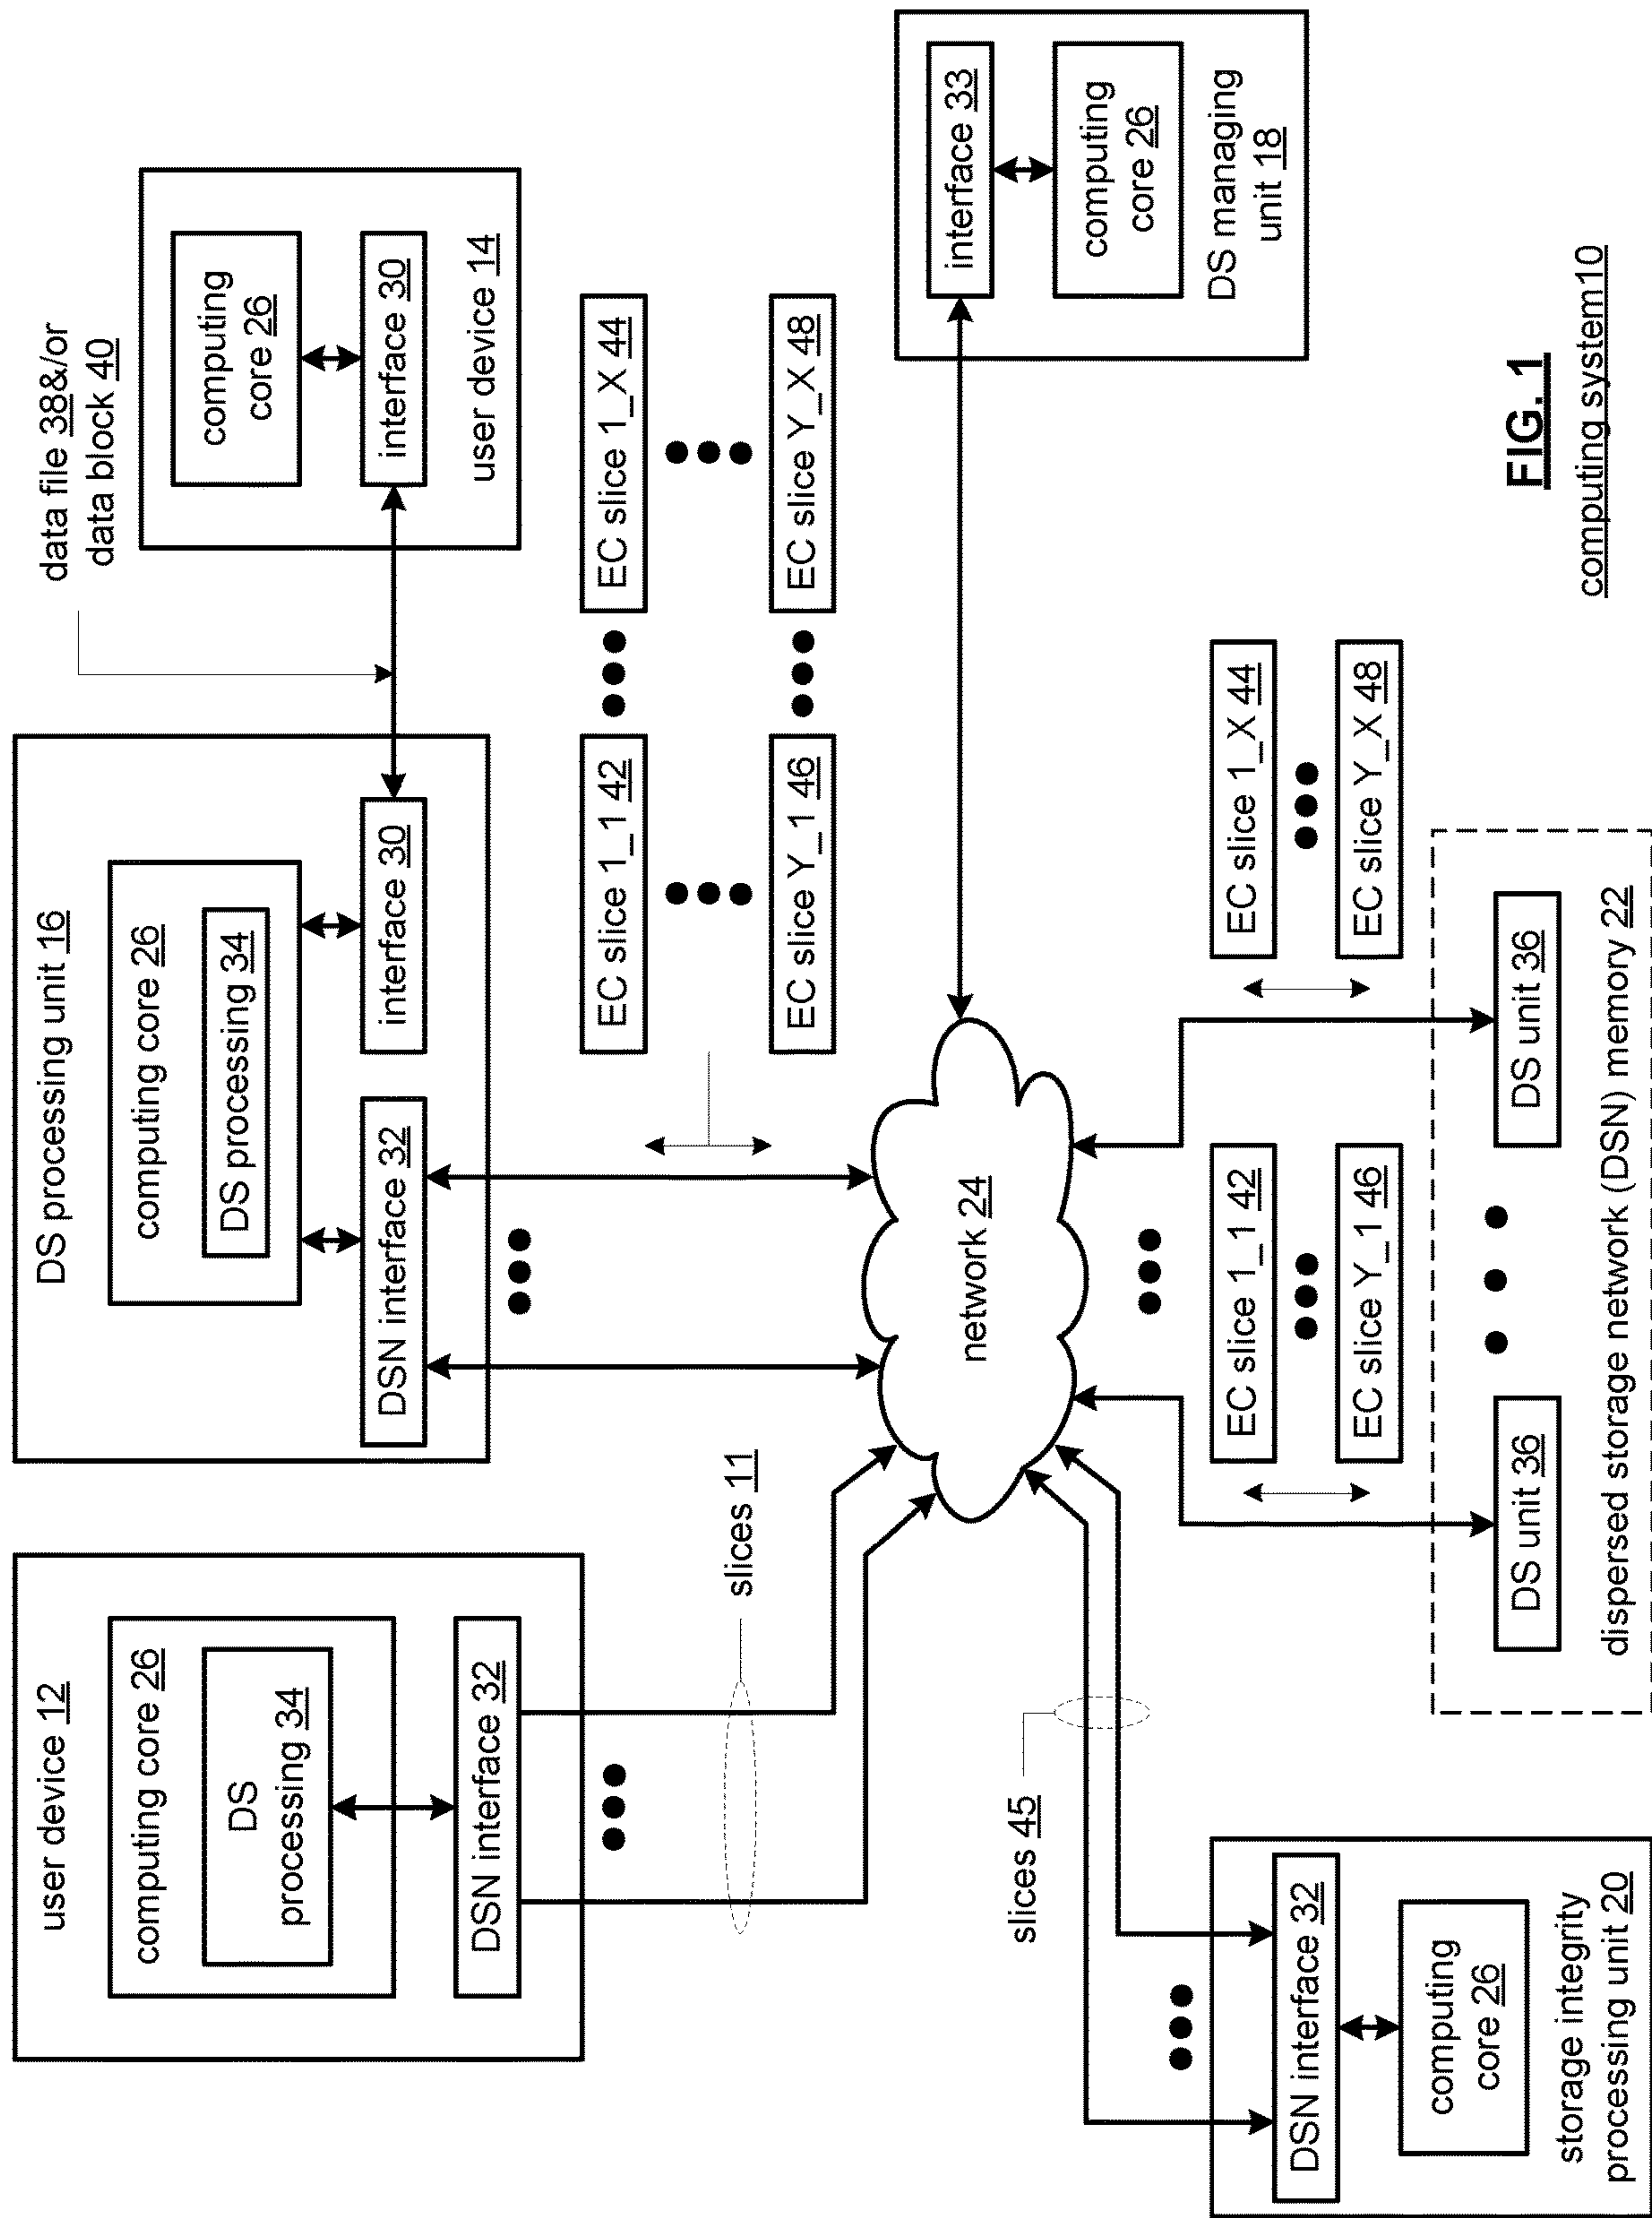 user device 12
computing core 26
DS
processing 34
DSN interface 32
slices 11
DS processing unit 16
computing core 26
DS processing 34
DSN interface 32
interface 30
data file 38&/or
data block 40
computing
core 26
interface 30
user device 14
EC slice 1_1 42
EC slice 1_X 44
EC slice Y_1 46
EC slice Y_X 48
network 24
interface 33
computing
core 26
DS managing
unit 18
slices 45
DSN interface 32
computing
core 26
storage integrity
processing unit 20
EC slice 1_1 42
EC slice Y_1 46
EC slice 1_X 44
EC slice Y_X 48
DS unit 36
DS unit 36
dispersed storage network (DSN) memory 22
FIG. 1
computing system10